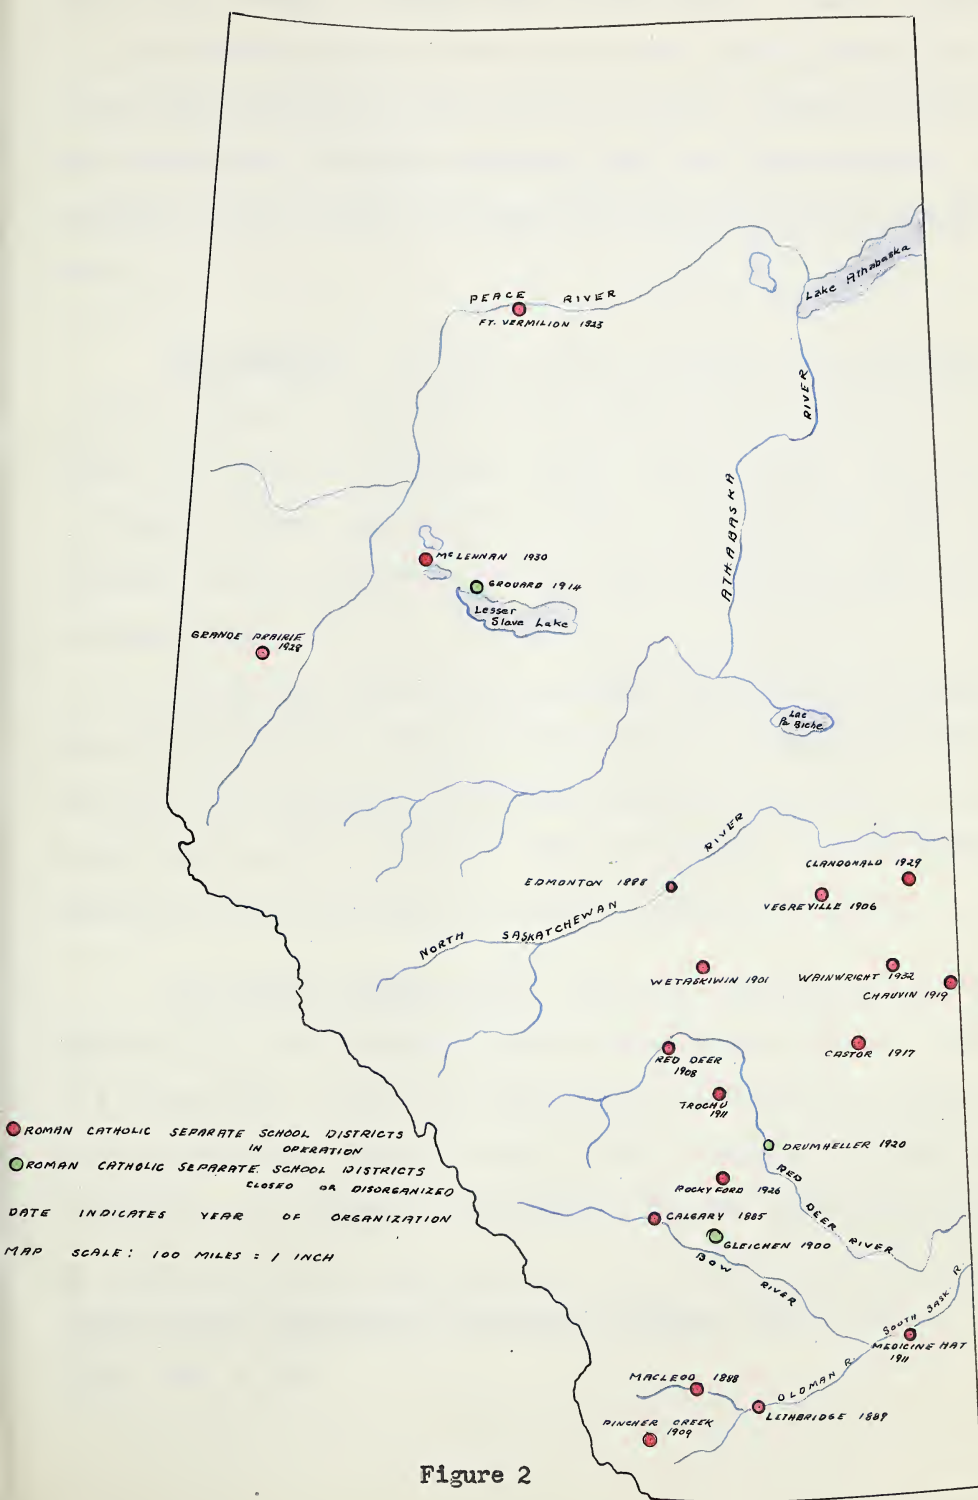 Lake Athabaska
PEACE RIVER
FT. VERMILION 1923
RIVER
ATHABASKA
McLENNAN 1930
GROUARD 1914
Lesser
Slave Lake
GRANDE PRAIRIE
1928
Lac
La Biche
RIVER
CLANDONALD 1929
EDMONTON 1888
VEGREVILLE 1906
NORTH SASKATCHEWAN
WETASKIWIN 1901
WAINWRIGHT 1932
CHAUVIN 1919
RED DEER
1908
CASTOR 1917
TROCHU
1911
ROMAN CATHOLIC SEPARATE SCHOOL DISTRICTS
IN OPERATION
ROMAN CATHOLIC SEPARATE SCHOOL DISTRICTS
CLOSED OR DISORGANIZED
DATE INDICATES YEAR OF ORGANIZATION
MAP SCALE: 100 MILES = 1 INCH
DRUMHELLER 1920
RED DEER RIVER
ROCKYFORD 1926
CALGARY 1885
GLEICHEN 1900
BOW RIVER
SOUTH SASK. R.
MEDICINE HAT
1911
MACLEOD 1888
OLDMAN R.
LETHBRIDGE 1889
PINCHER CREEK
1909
Figure 2